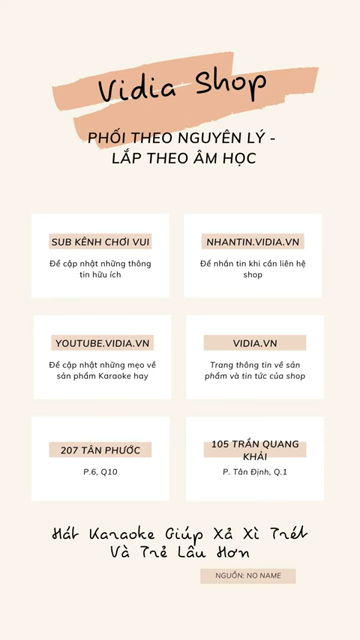 Vidia Shop
PHỐI THEO NGUYÊN LÝ -
LẮP THEO ÂM HỌC
SUB KÊNH CHƠI VUI
Để cập nhật những thông
tin hữu ích
NHANTIN.VIDIA.VN
Để nhắn tin khi cần liên hệ
shop
YOUTUBE.VIDIA.VN
Để cập nhật những mẹo về
sản phẩm Karaoke hay
VIDIA.VN
Trang thông tin về sản
phẩm và tin tức của shop
207 TÂN PHƯỚC
P.6, Q10
105 TRẦN QUANG
KHẢI
P. Tân Định, Q.1
Hát Karaoke Giúp Xả Xì Trét
Và Trẻ Lâu Hơn
NGUỒN: NO NAME